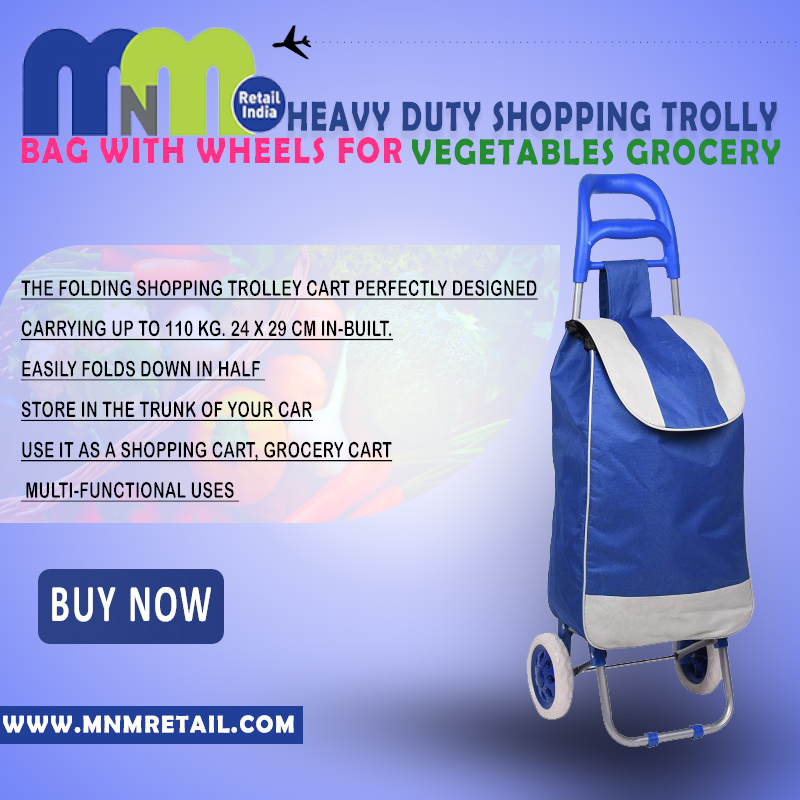 MNM
Retail
India
HEAVY DUTY SHOPPING TROLLY
BAG WITH WHEELS FOR VEGETABLES GROCERY
THE FOLDING SHOPPING TROLLEY CART PERFECTLY DESIGNED
CARRYING UP TO 110 KG. 24 X 29 CM IN-BUILT.
EASILY FOLDS DOWN IN HALF
STORE IN THE TRUNK OF YOUR CAR
USE IT AS A SHOPPING CART, GROCERY CART
MULTI-FUNCTIONAL USES
BUY NOW
WWW.MNMRETAIL.COM